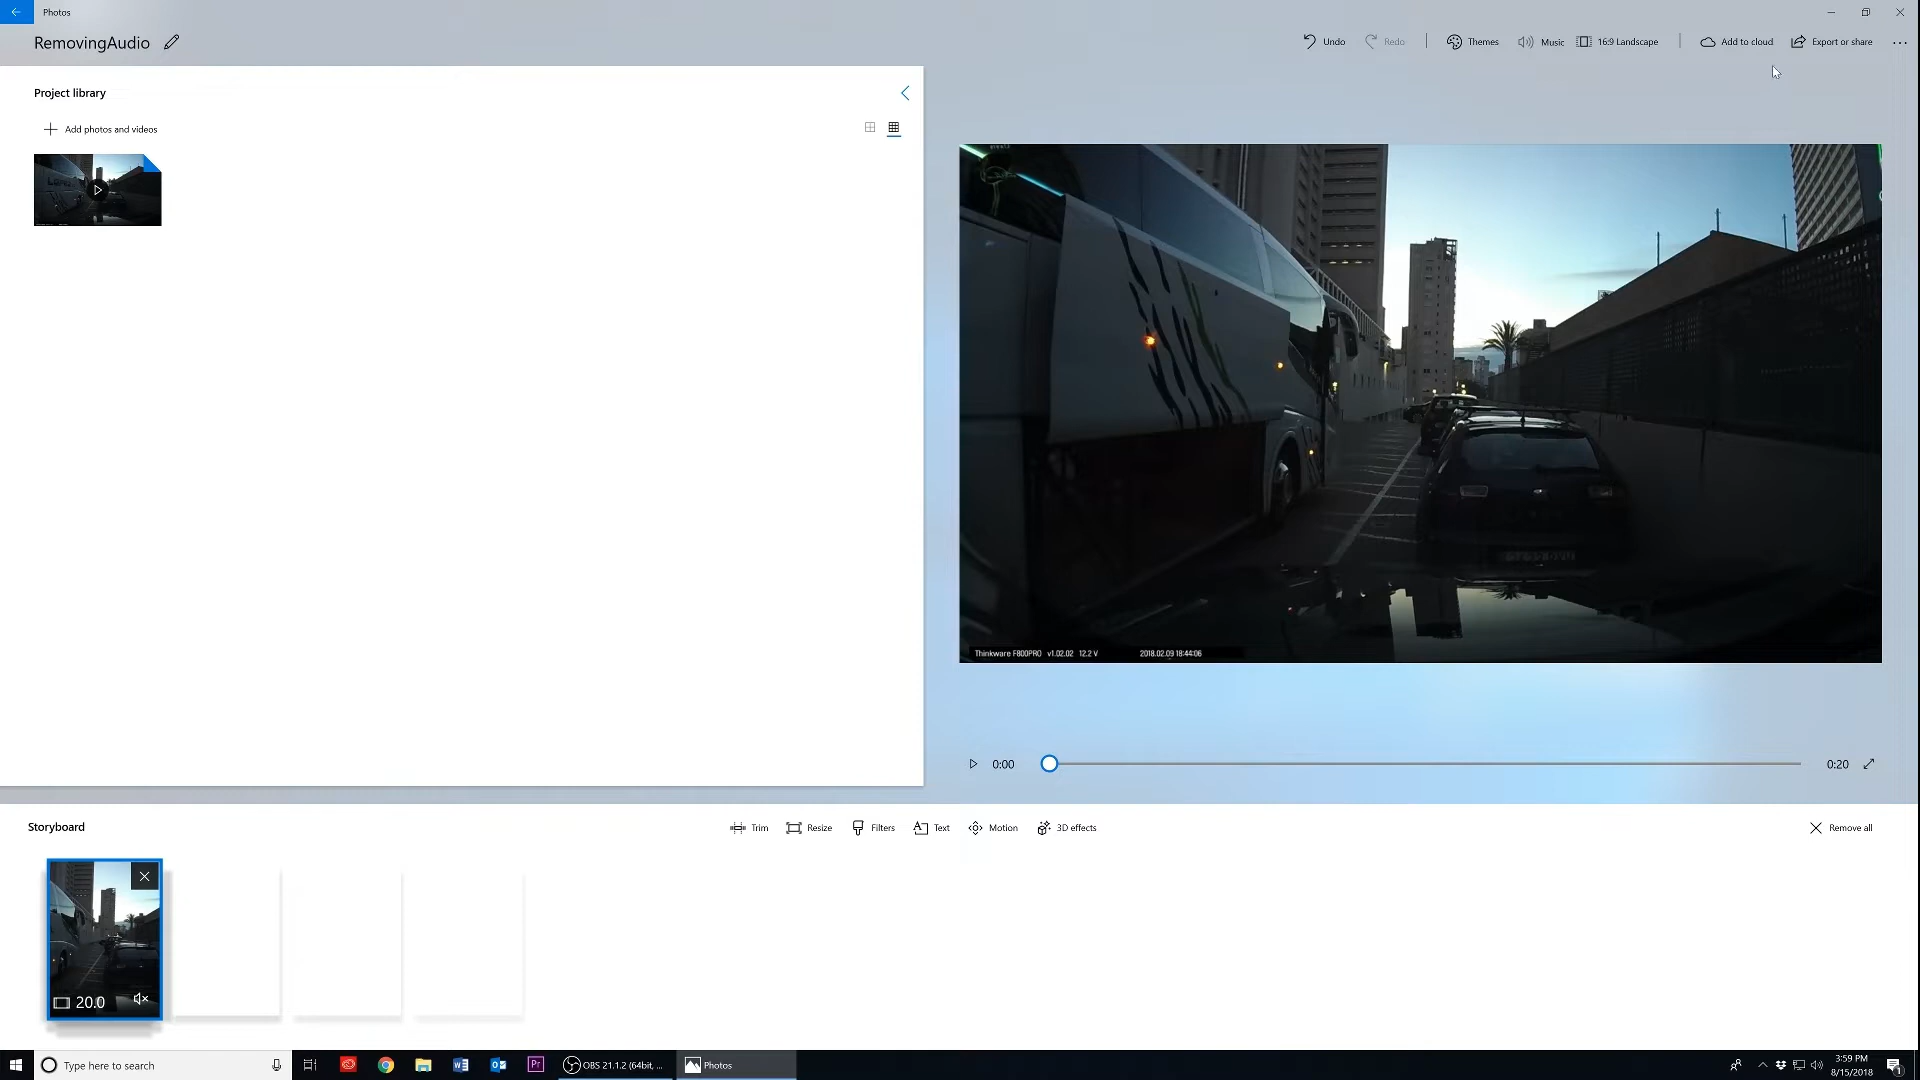 Photos
RemovingAudio
Undo
Redo
Themes
Music
16:9 Landscape
Add to cloud
Export or share
Project library
Add photos and videos
Thinkware F800PRO v1.02.02 12.2 V 2018.02.09 18:44:06
0:00
0:20
Storyboard
Trim
Resize
Filters
Text
Motion
3D effects
Remove all
20.0
Type here to search
Pr
OBS 21.1.2 (64bit, ...
Photos
3:59 PM
8/15/2018
1